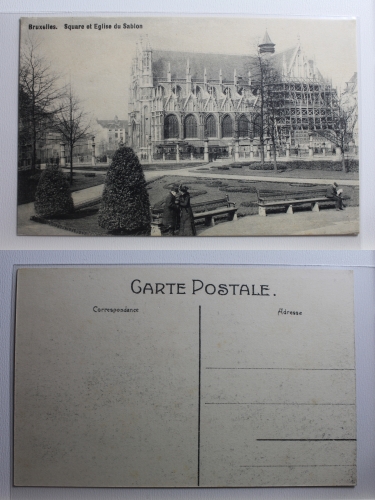 Bruxelles. Square et Eglise du Sablon
CARTE POSTALE.
Correspondance
Adresse